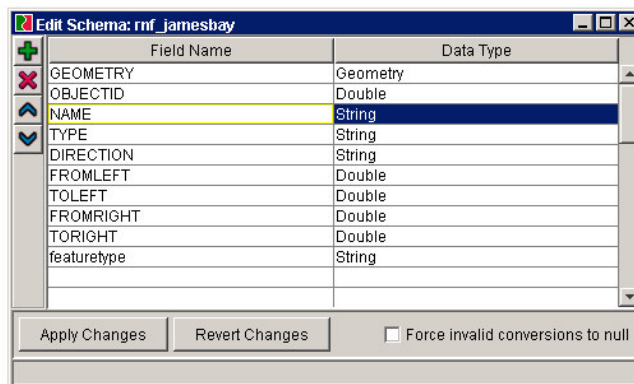 Edit Schema: rnf_jamesbay
Field Name Data Type
GEOMETRY Geometry
OBJECTID Double
NAME String
TYPE String
DIRECTION String
FROMLEFT Double
TOLEFT Double
FROMRIGHT Double
TORIGHT Double
featuretype String
Apply Changes Revert Changes Force invalid conversions to null